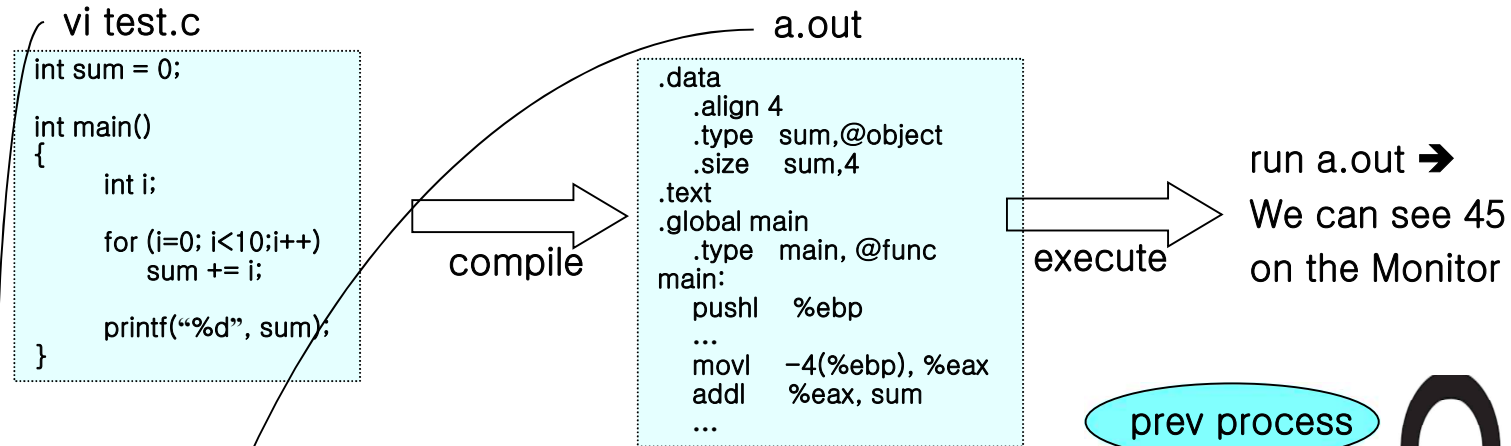 vi test.c
int sum = 0;
int main()
{
int i;
for (i=0; i<10;i++)
sum += i;
printf(“%d”, sum);
}
compile
a.out
.data
.align 4
.type sum,@object
.size sum,4
.text
.global main
.type main, @func
main:
pushl %ebp
...
movl -4(%ebp), %eax
addl %eax, sum
...
execute
run a.out ➔
We can see 45
on the Monitor
prev process